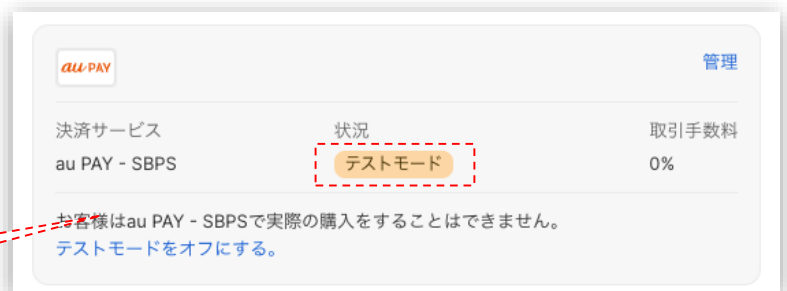 au PAY
管理
決済サービス 状況 取引手数料
au PAY - SBPS テストモード 0%
お客様はau PAY - SBPSで実際の購入をすることはできません。
テストモードをオフにする。